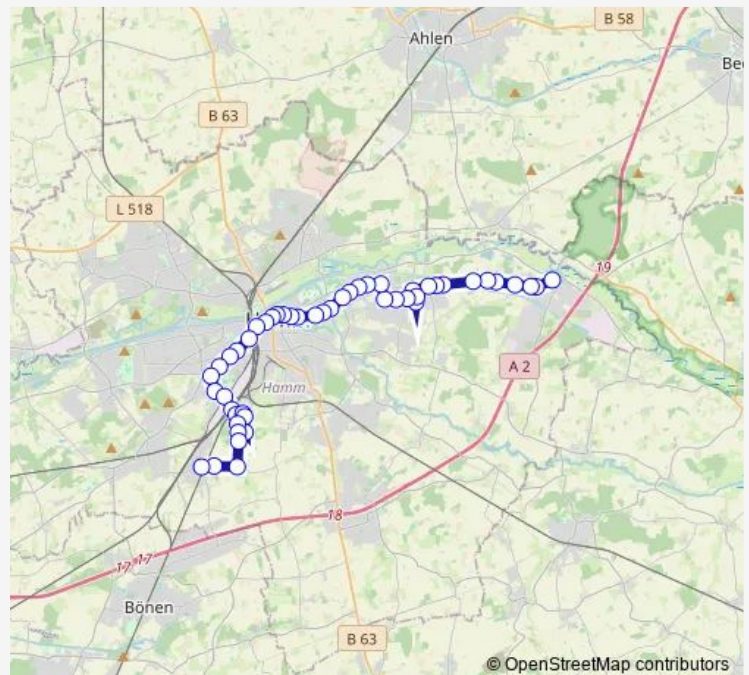 B 58
Ahlen
Be
B 63
L 518
19
A 2
Hamm
18
17 17
Bönen
B 63
© OpenStreetMap contributors